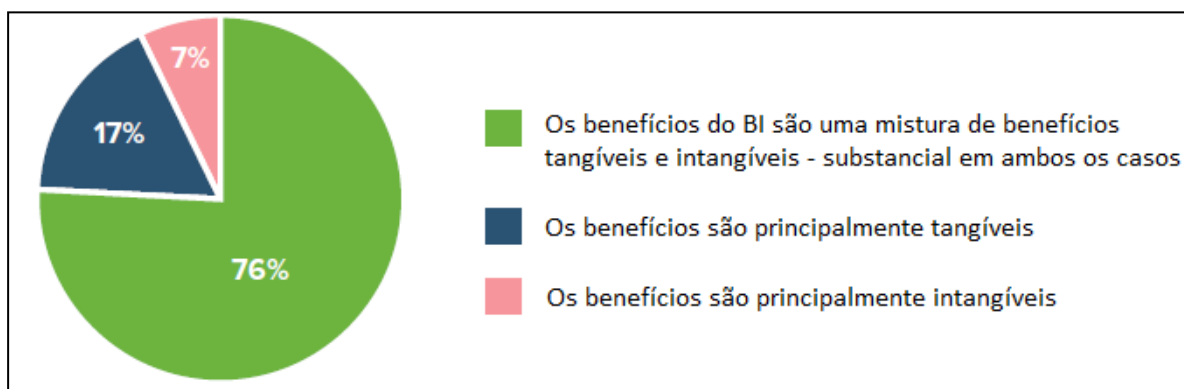 7%
17%
76%
Os benefícios do BI são uma mistura de benefícios
tangíveis e intangíveis - substancial em ambos os casos
Os benefícios são principalmente tangíveis
Os benefícios são principalmente intangíveis